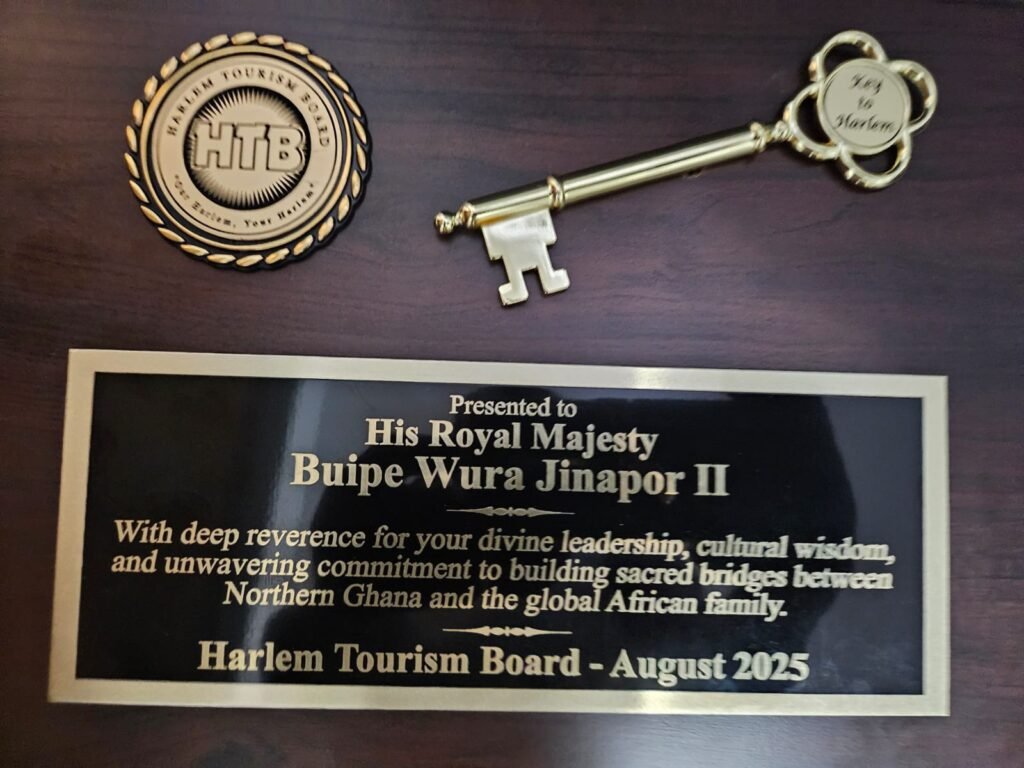 HARLEM TOURISM BOARD
HTB
"Our Harlem, Your Harlem"
Key
to
Harlem
Presented to
His Royal Majesty
Buipe Wura Jinapor II
With deep reverence for your divine leadership, cultural wisdom,
and unwavering commitment to building sacred bridges between
Northern Ghana and the global African family.
Harlem Tourism Board - August 2025